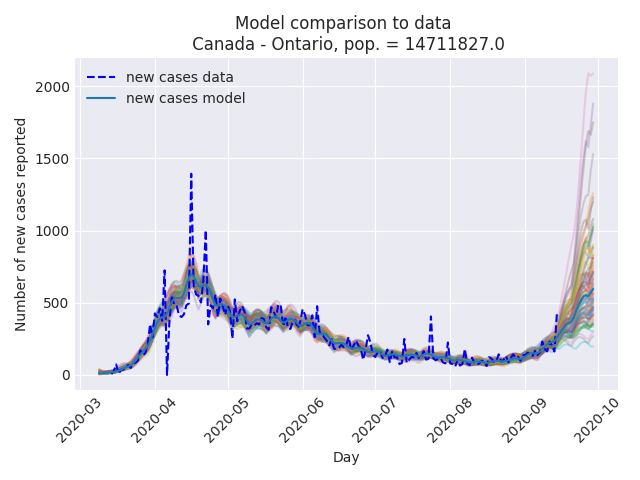 Model comparison to data
Canada - Ontario, pop. = 14711827.0
new cases data
new cases model
Number of new cases reported
2000
1500
1000
500
0
2020-03
2020-04
2020-05
2020-06
2020-07
2020-08
2020-09
2020-10
Day